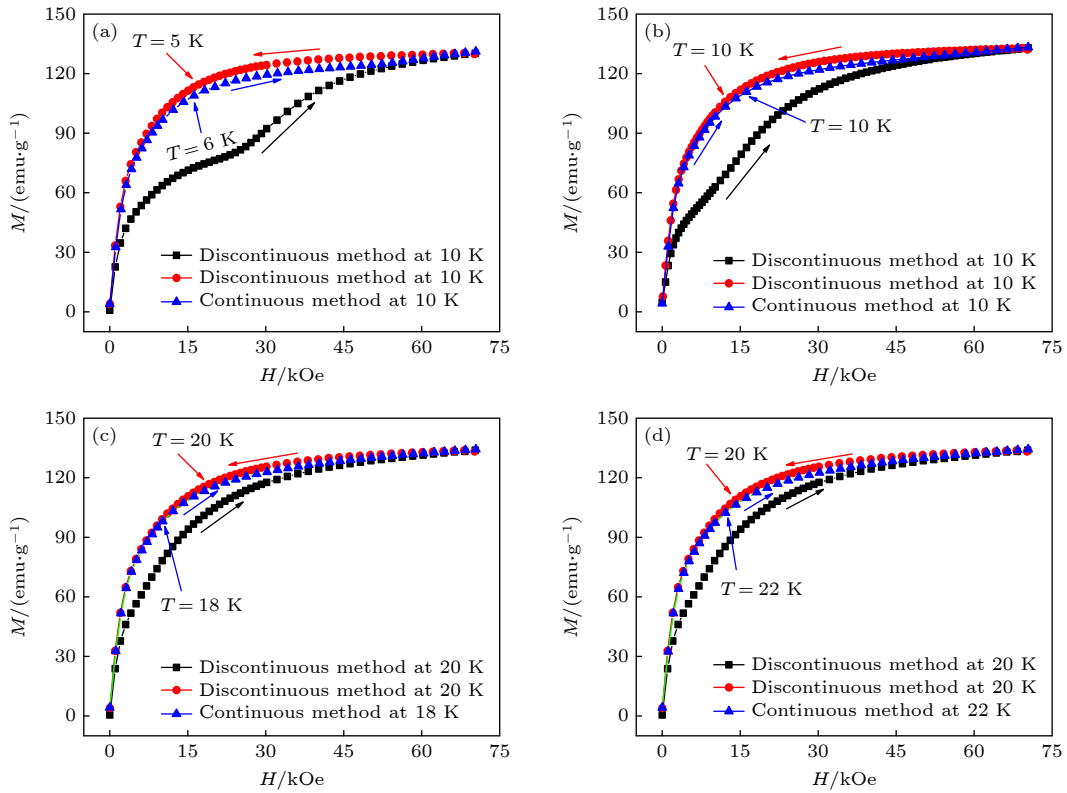 (a)
T = 5 K
T = 6 K
M/(emu·g⁻¹)
150
120
90
60
30
0
Discontinuous method at 10 K
Discontinuous method at 10 K
Continuous method at 10 K
0 15 30 45 60 75
H/kOe
(b)
T = 10 K
T = 10 K
M/(emu·g⁻¹)
150
120
90
60
30
0
Discontinuous method at 10 K
Discontinuous method at 10 K
Continuous method at 10 K
0 15 30 45 60 75
H/kOe
(c)
T = 20 K
T = 18 K
M/(emu·g⁻¹)
150
120
90
60
30
0
Discontinuous method at 20 K
Discontinuous method at 20 K
Continuous method at 18 K
0 15 30 45 60 75
H/kOe
(d)
T = 20 K
T = 22 K
M/(emu·g⁻¹)
150
120
90
60
30
0
Discontinuous method at 20 K
Discontinuous method at 20 K
Continuous method at 22 K
0 15 30 45 60 75
H/kOe